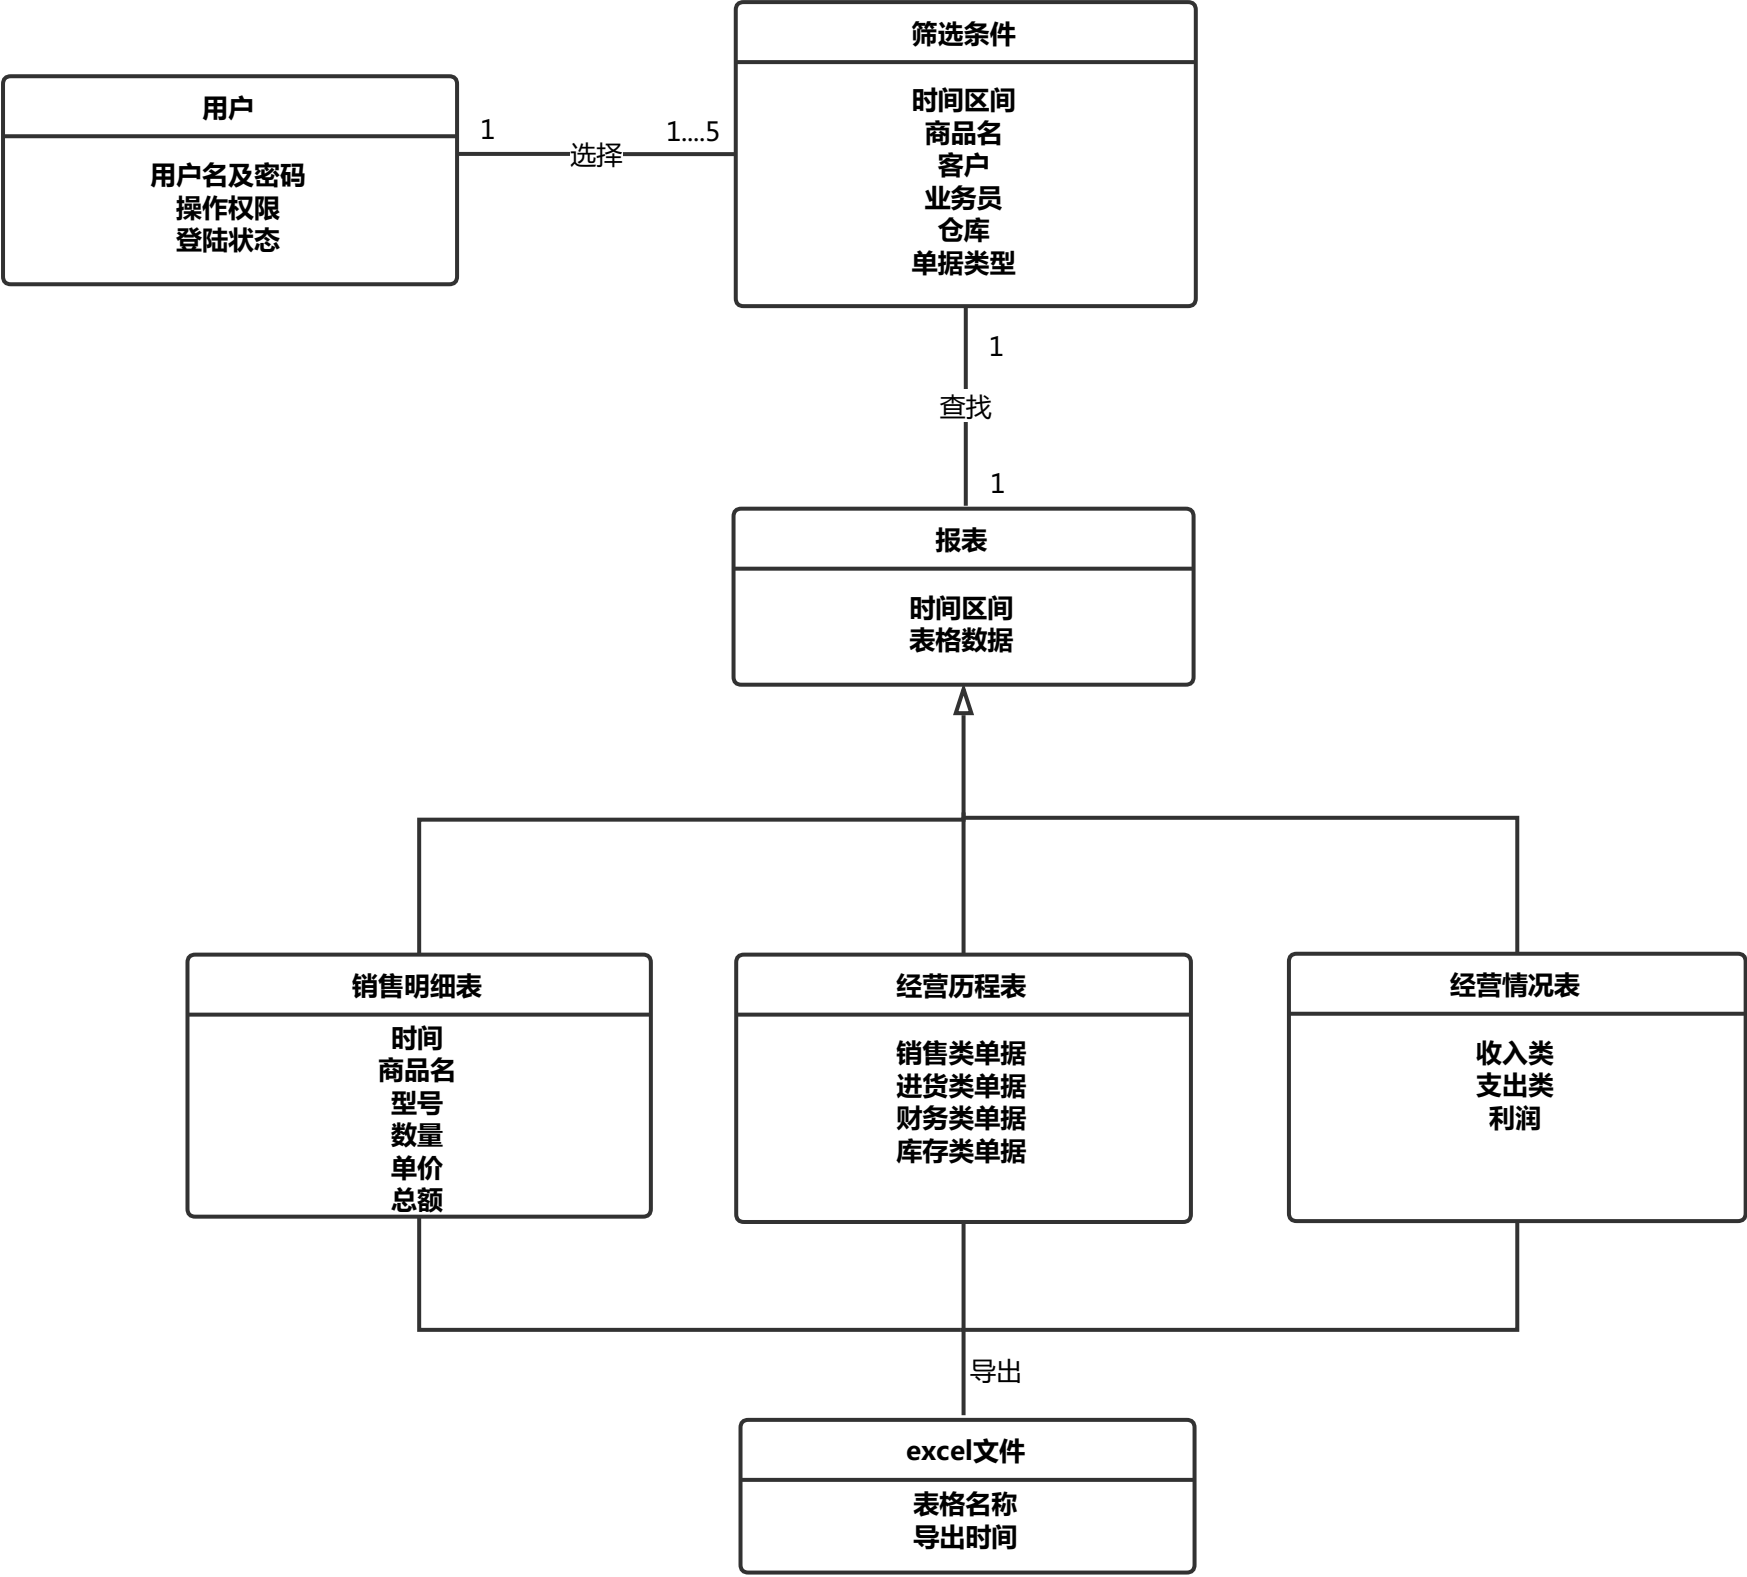 筛选条件
时间区间
商品名
客户
业务员
仓库
单据类型
用户
用户名及密码
操作权限
登陆状态
1
选择
1....5
1
查找
1
报表
时间区间
表格数据
销售明细表
时间
商品名
型号
数量
单价
总额
经营历程表
销售类单据
进货类单据
财务类单据
库存类单据
经营情况表
收入类
支出类
利润
导出
excel文件
表格名称
导出时间